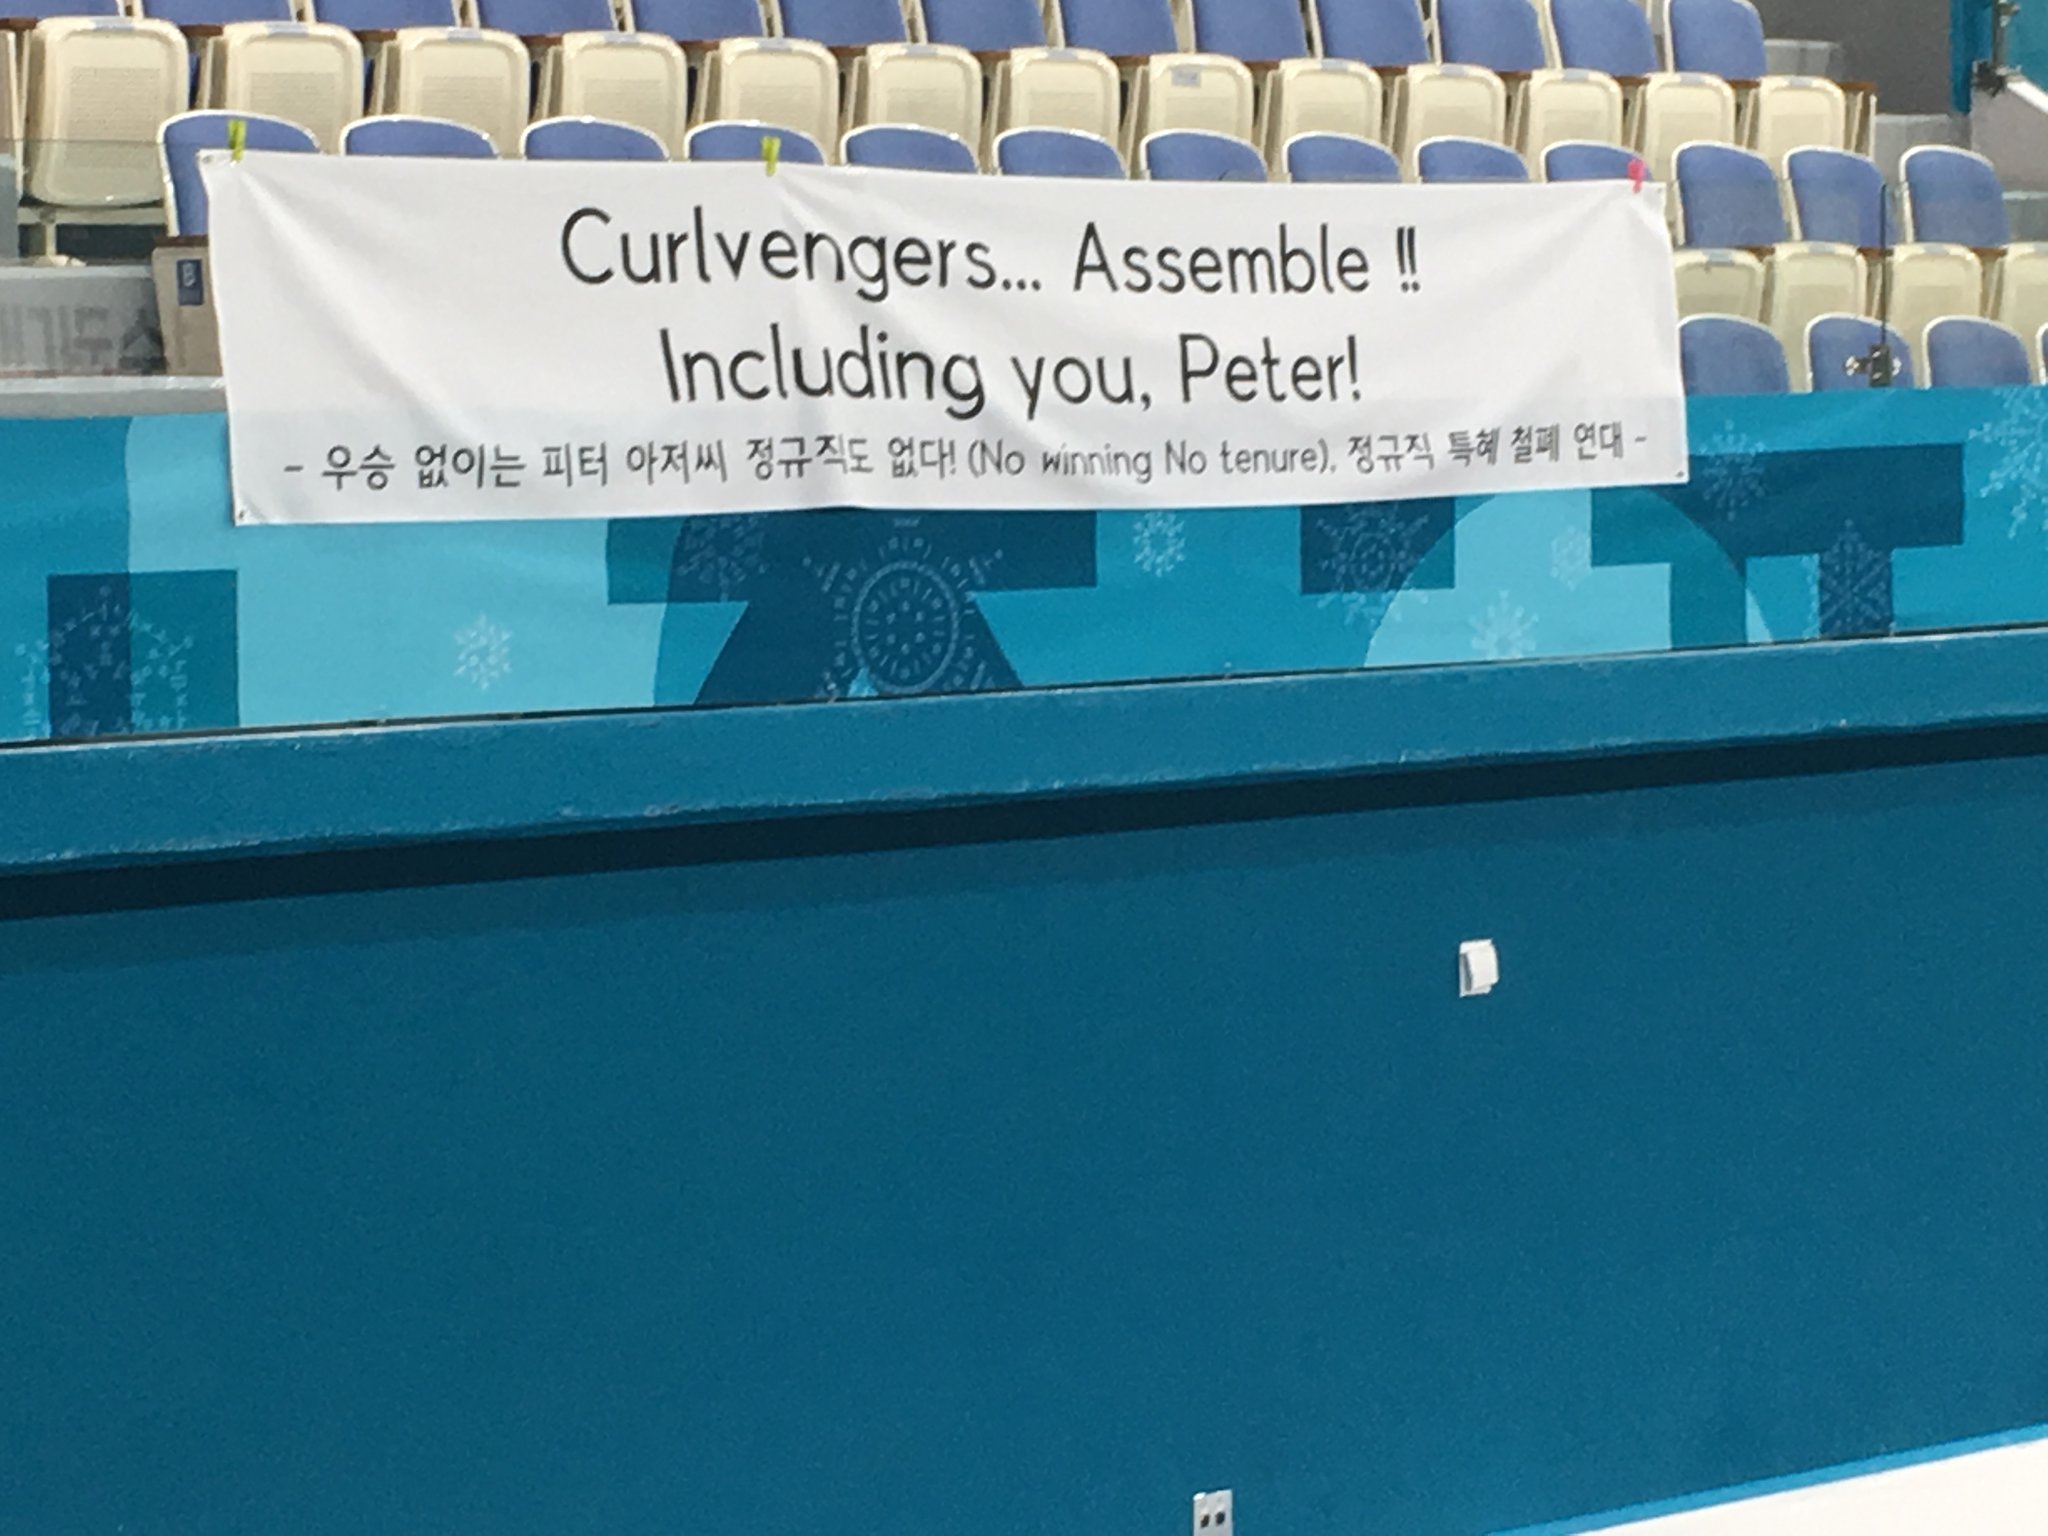 Curlvengers... Assemble !!
Including you, Peter!
- 우승 없이는 피터 아저씨 정규직도 없다! (No winning No tenure), 정규직 특혜 철폐 연대 -
B